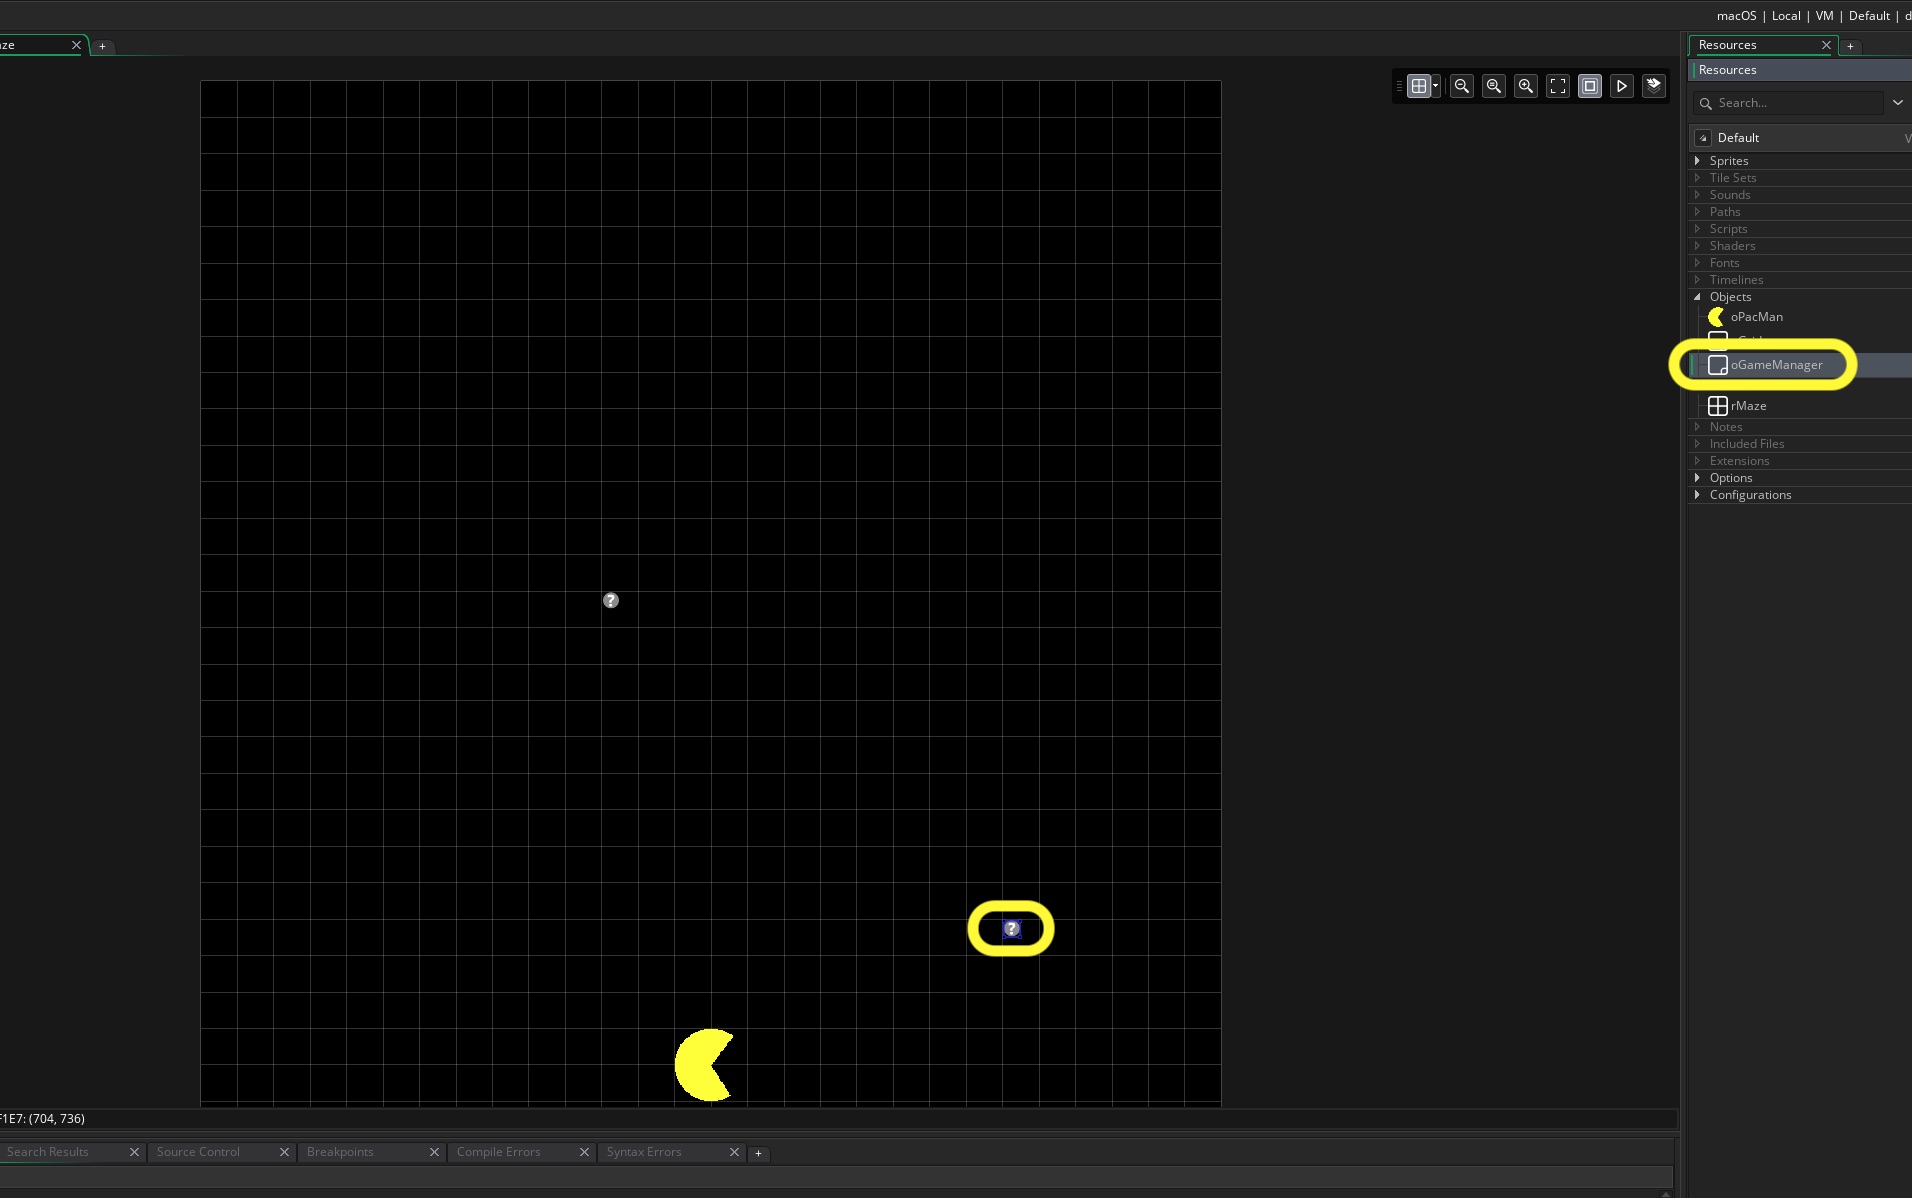 macOS | Local | VM | Default |
Resources
Resources
Search...
Default
Sprites
Tile Sets
Sounds
Paths
Scripts
Shaders
Fonts
Timelines
Objects
oPacMan
oGameManager
rMaze
Notes
Included Files
Extensions
Options
Configurations
?
?
F1E7: (704, 736)
Search Results
Source Control
Breakpoints
Compile Errors
Syntax Errors